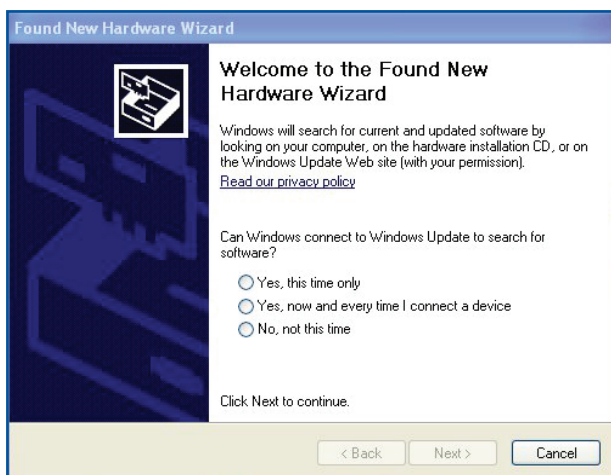 Found New Hardware Wizard
Welcome to the Found New
Hardware Wizard
Windows will search for current and updated software by
looking on your computer, on the hardware installation CD, or on
the Windows Update Web site (with your permission).
Read our privacy policy
Can Windows connect to Windows Update to search for
software?
Yes, this time only
Yes, now and every time I connect a device
No, not this time
Click Next to continue.
< Back Next > Cancel